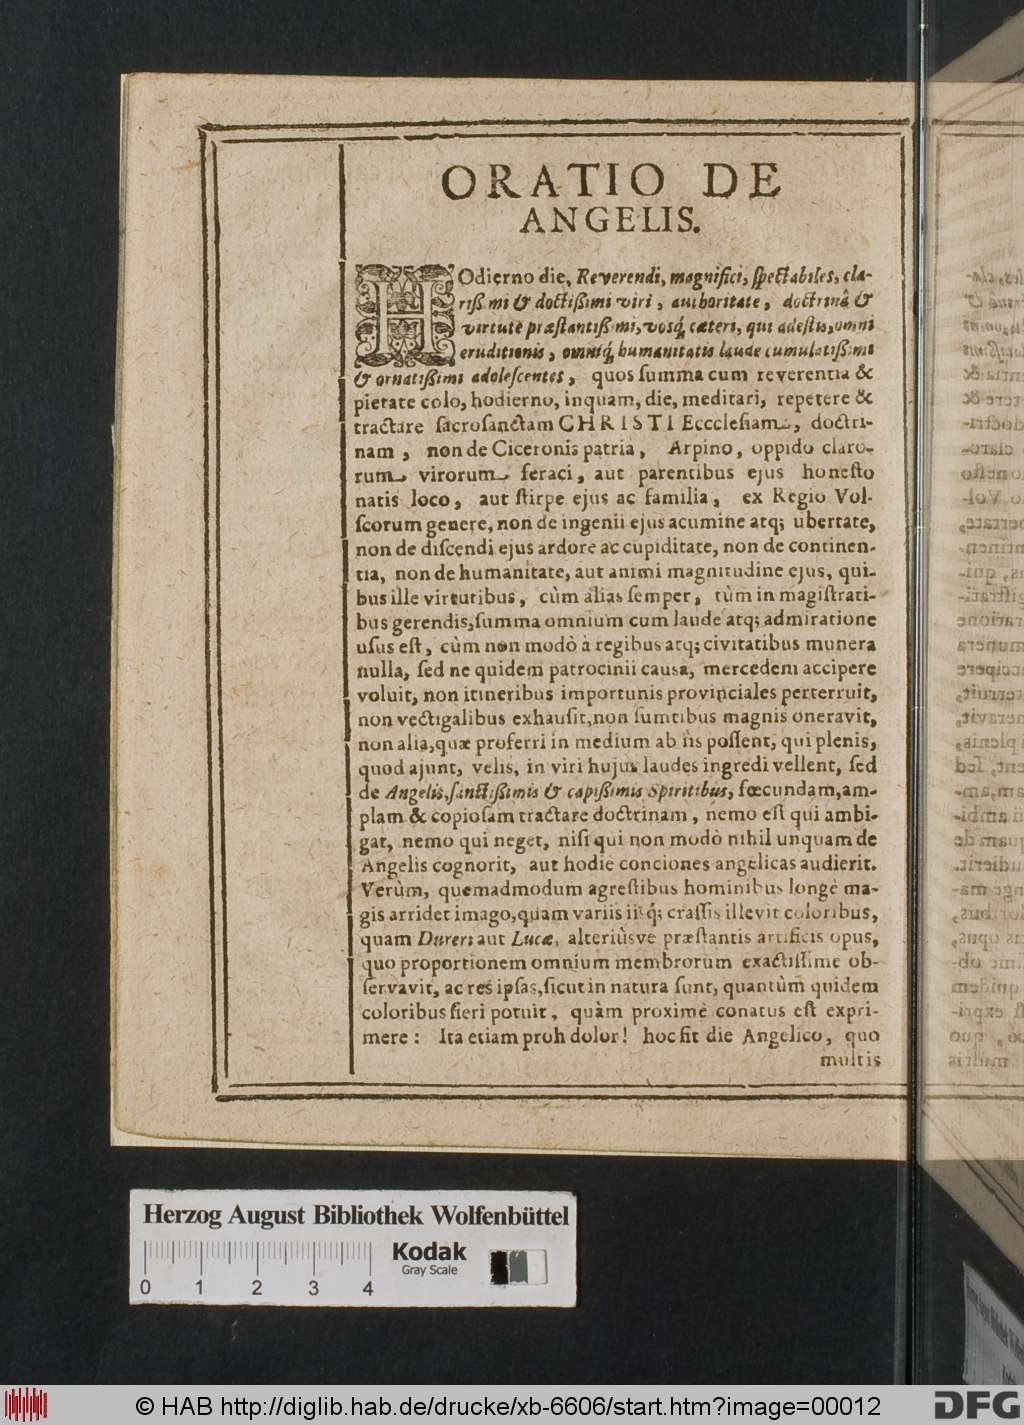 ORATIO DE
ANGELIS.
HOdierno die, Reverendi, magnifici, spectabiles, cla-
rißimi & doctißimi viri, authoritate, doctrinâ &
virtute præstantißimi, vosq́; cæteri, qui adestis, omni
eruditionis, omniq́; humanitatis laude cumulatißimi
& ornatißimi adolescentes, quos summa cum reverentia &
pietate colo, hodierno, inquam, die, meditari, repetere &
tractare sacrosanctam CHRISTI Eccclesiam, doctri-
nam, non de Ciceronis patria, Arpino, oppido claro-
rum virorum feraci, aut parentibus ejus honesto
natis loco, aut stirpe ejus ac familia, ex Regio Vol-
scorum genere, non de ingenii ejus acumine atq; ubertate,
non de discendi ejus ardore ac cupiditate, non de continen-
tia, non de humanitate, aut animi magnitudine ejus, qui-
bus ille virtutibus, cùm aliàs semper, tùm in magistrati-
bus gerendis, summa omnium cum laude atq; admiratione
usus est, cùm non modò à regibus atq; civitatibus munera
nulla, sed ne quidem patrocinii causa, mercedem accipere
voluit, non itineribus importunis provinciales perterruit,
non vectigalibus exhausit, non sumtibus magnis oneravit,
non alia, quæ proferri in medium ab iis possent, qui plenis,
quod ajunt, velis, in viri hujus laudes ingredi vellent, sed
de Angelis, sanctißimis & capißimis Spiritibus, fœcundam, am-
plam & copiosam tractare doctrinam, nemo est qui ambi-
gat, nemo qui neget, nisi qui non modò nihil unquam de
Angelis cognorit, aut hodie conciones angelicas audierit.
Verùm, quemadmodum agrestibus hominibus longè ma-
gis arridet imago, quam variis iisq́; crassis illevit coloribus,
quam Dureri aut Lucæ, alteriùsve præstantis artificis opus,
quo proportionem omnium membrorum exactissime ob-
servavit, ac res ipsas, sicut in natura sunt, quantùm quidem
coloribus fieri potuit, quàm proximè conatus est expri-
mere: Ita etiam proh dolor! hoc fit die Angelico, quo
multis
Herzog August Bibliothek Wolfenbüttel
Kodak
Gray Scale
0 1 2 3 4
© HAB http://diglib.hab.de/drucke/xb-6606/start.htm?image=00012
DFG